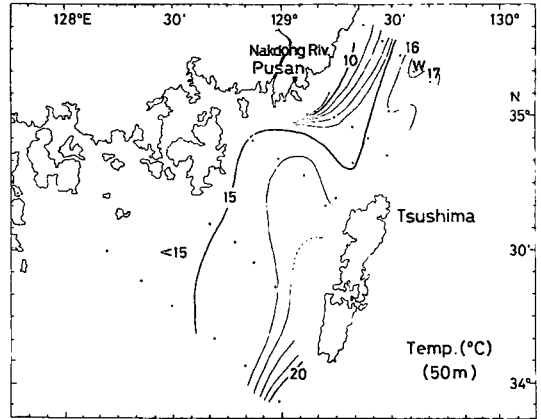 128°E 30' 129° 30' 130°
Nakdong Riv.
Pusan
10
16
W
17
N
35°
15
15
<15
Tsushima
30'
Temp.(°C)
(50m)
20
34°